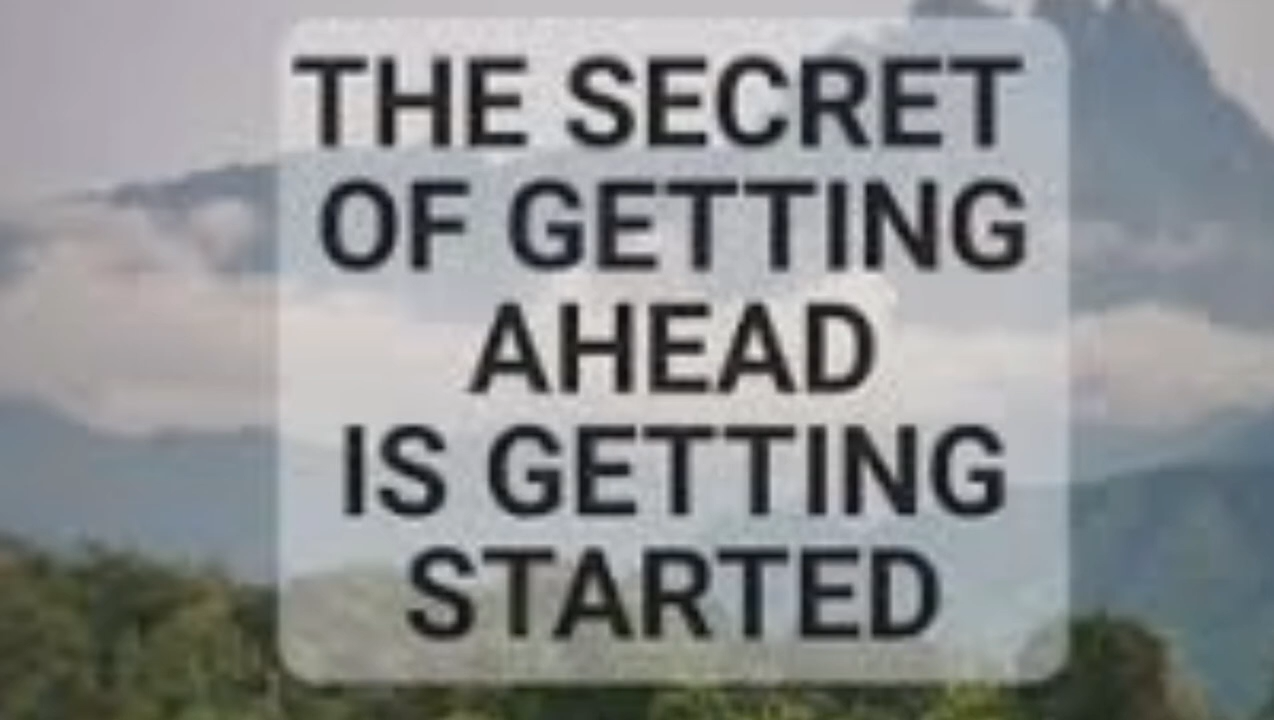 THE SECRET
OF GETTING
AHEAD
IS GETTING
STARTED